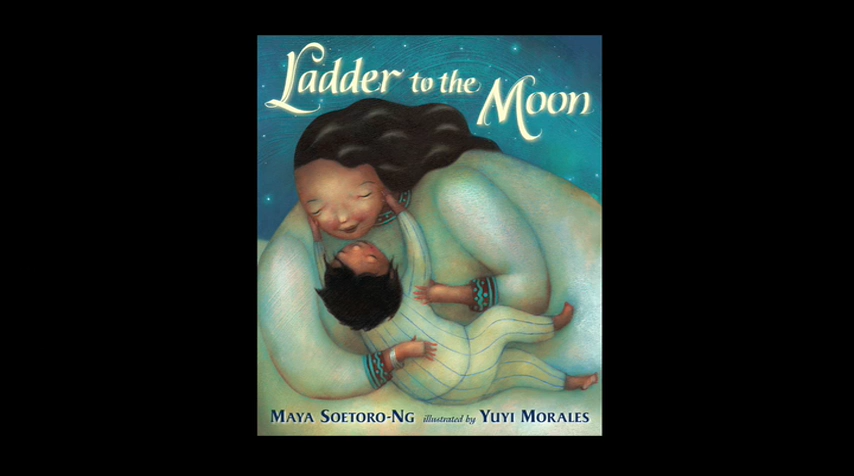 Ladder to the
Moon
MAYA SOETORO-NG illustrated by YUYI MORALES